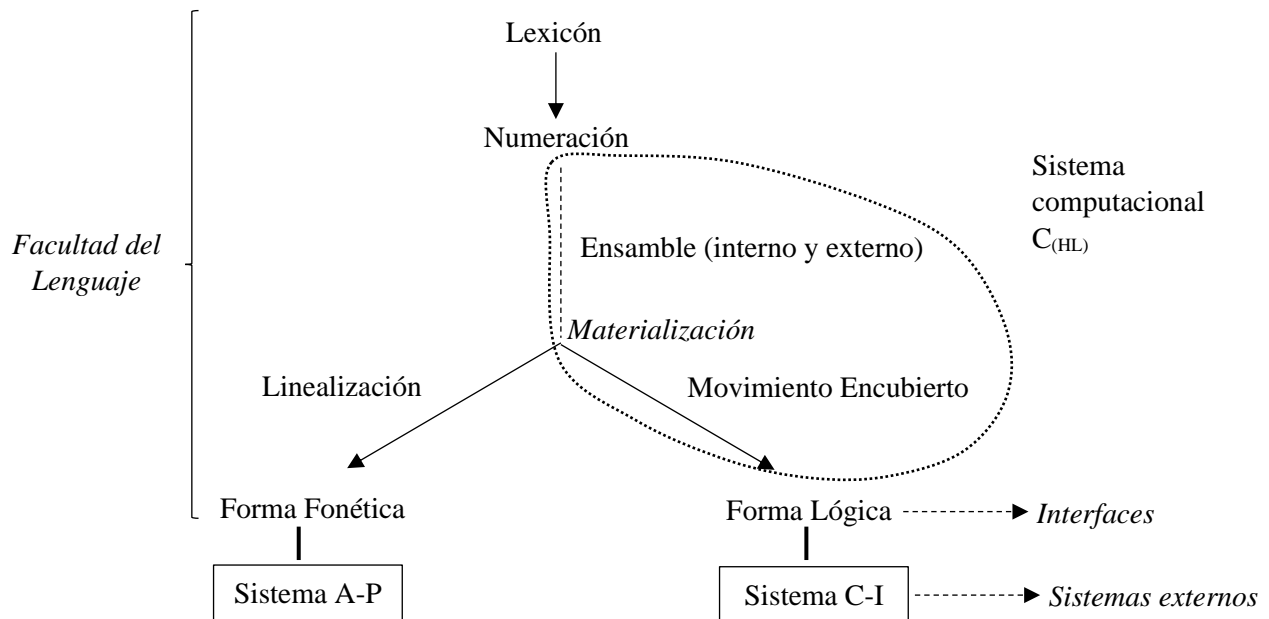 Lexicón
Numeración
Sistema
computacional
C(HL)
Facultad del
Lenguaje
Ensamble (interno y externo)
Materialización
Linealización
Movimiento Encubierto
Forma Fonética
Forma Lógica
Interfaces
Sistema A-P
Sistema C-I
Sistemas externos